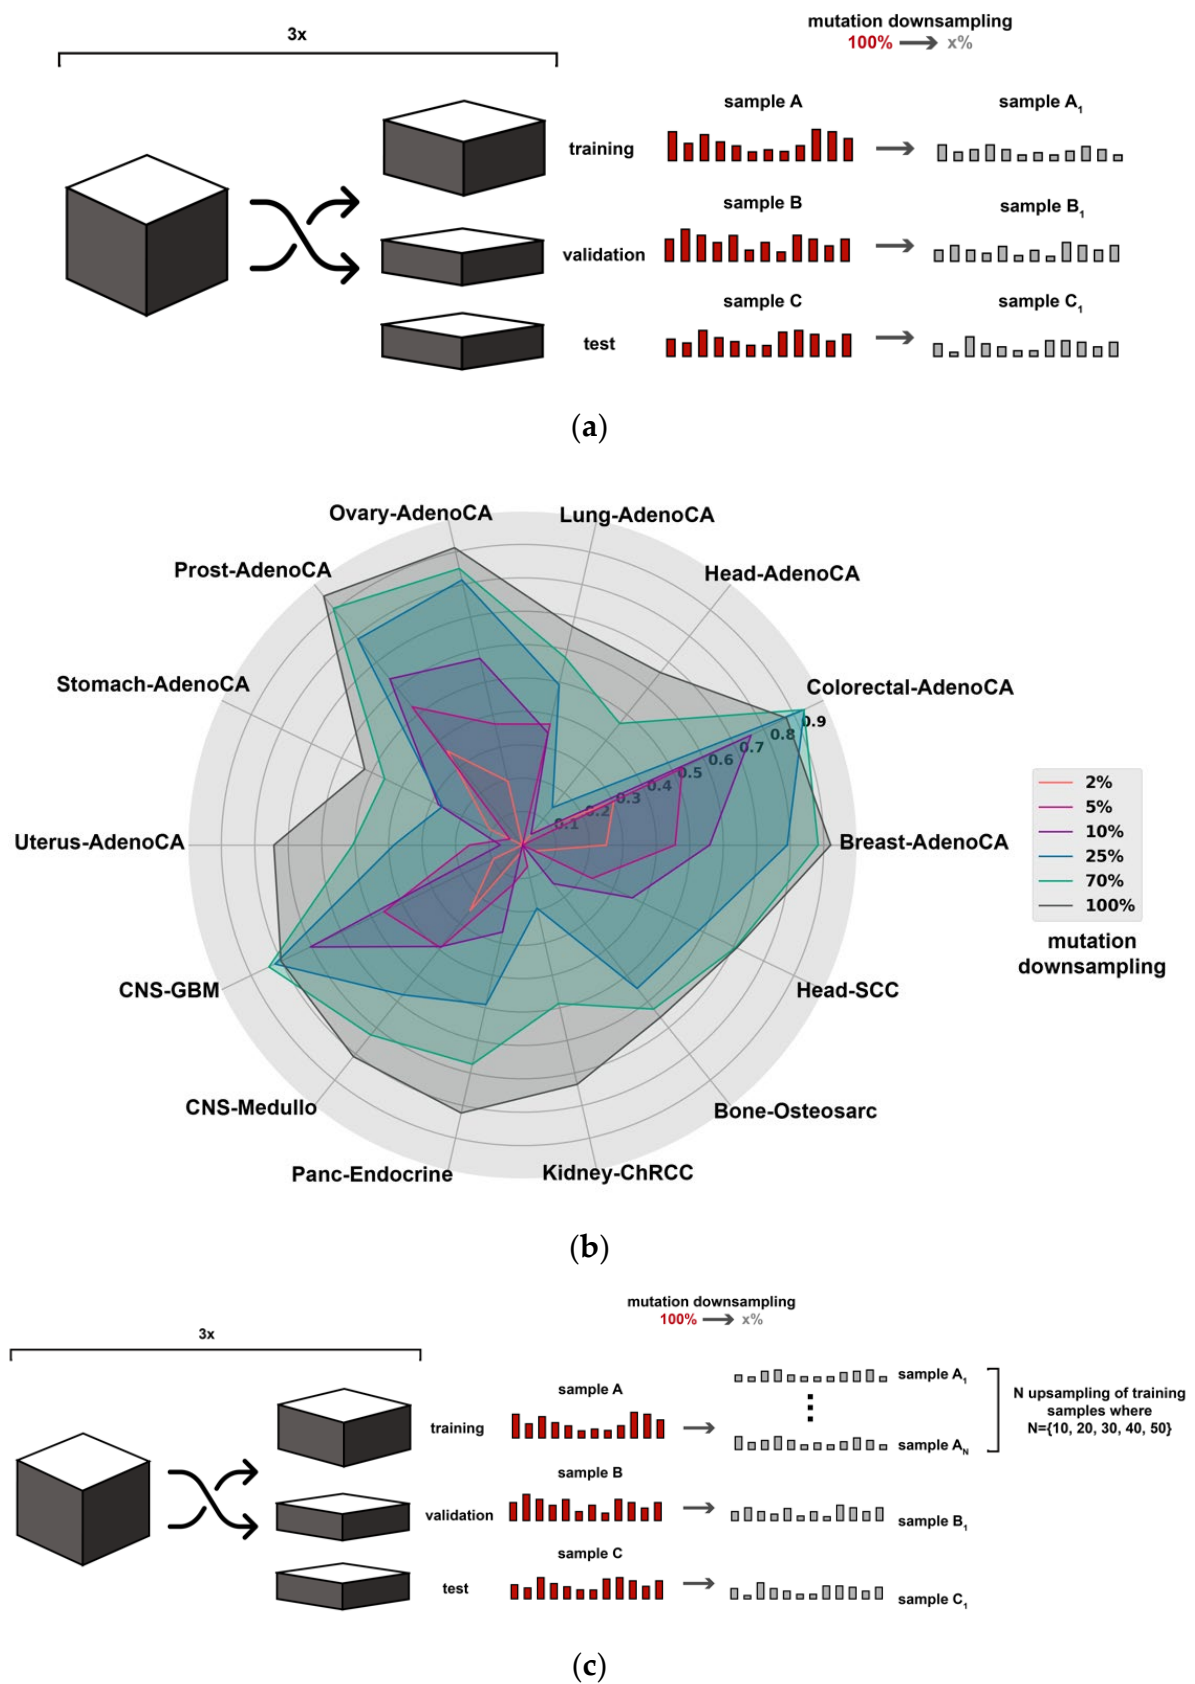 3x
mutation downsampling
100% x%
sample A
sample A1
training
sample B
sample B1
validation
sample C
sample C1
test
(a)
Ovary-AdenoCA
Lung-AdenoCA
Prost-AdenoCA
Head-AdenoCA
Stomach-AdenoCA
Colorectal-AdenoCA
0.9
0.8
0.7
0.6
0.5
0.4
0.3
0.2
0.1
Uterus-AdenoCA
Breast-AdenoCA
2%
5%
10%
25%
70%
100%
mutation
downsampling
CNS-GBM
Head-SCC
CNS-Medullo
Bone-Osteosarc
Panc-Endocrine
Kidney-ChRCC
(b)
mutation downsampling
100% x%
3x
sample A
sample A1
training
N upsampling of training
samples where
N={10, 20, 30, 40, 50}
sample AN
sample B
validation
sample B1
sample C
test
sample C1
(c)